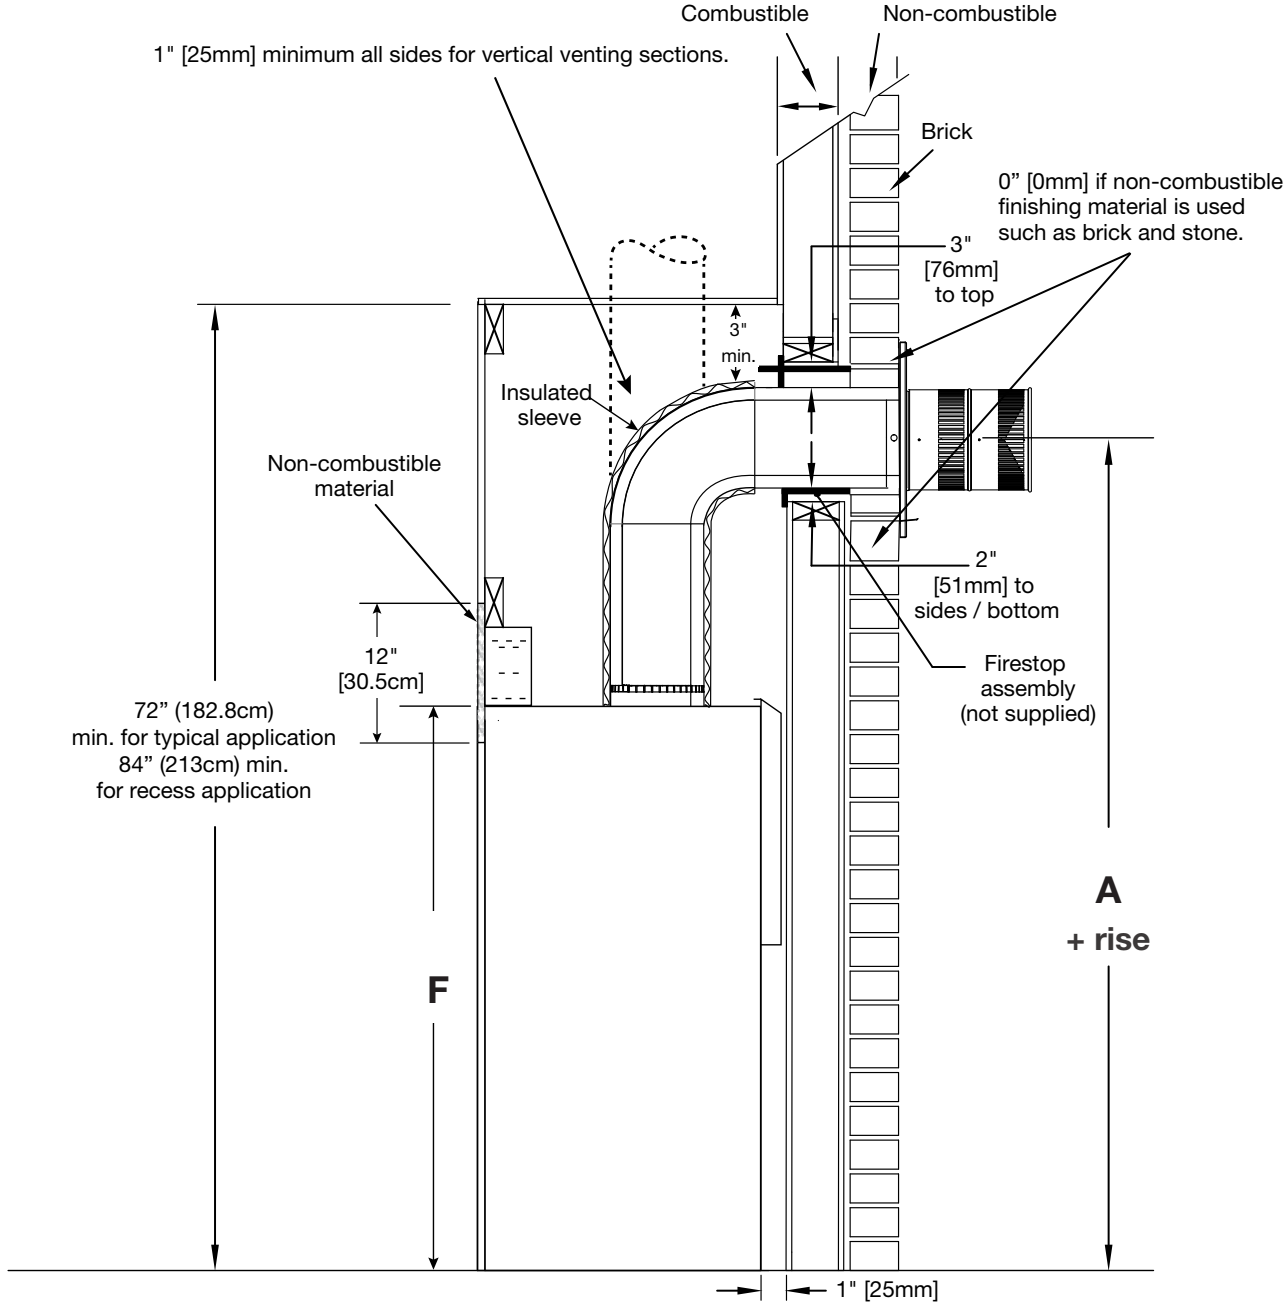 Combustible
Non-combustible
1" [25mm] minimum all sides for vertical venting sections.
Brick
0” [0mm] if non-combustible
finishing material is used
such as brick and stone.
3"
[76mm]
to top
3"
min.
Insulated
sleeve
Non-combustible
material
2"
[51mm] to
sides / bottom
12"
[30.5cm]
Firestop
assembly
(not supplied)
72” (182.8cm)
min. for typical application
84” (213cm) min.
for recess application
A
+ rise
F
1" [25mm]